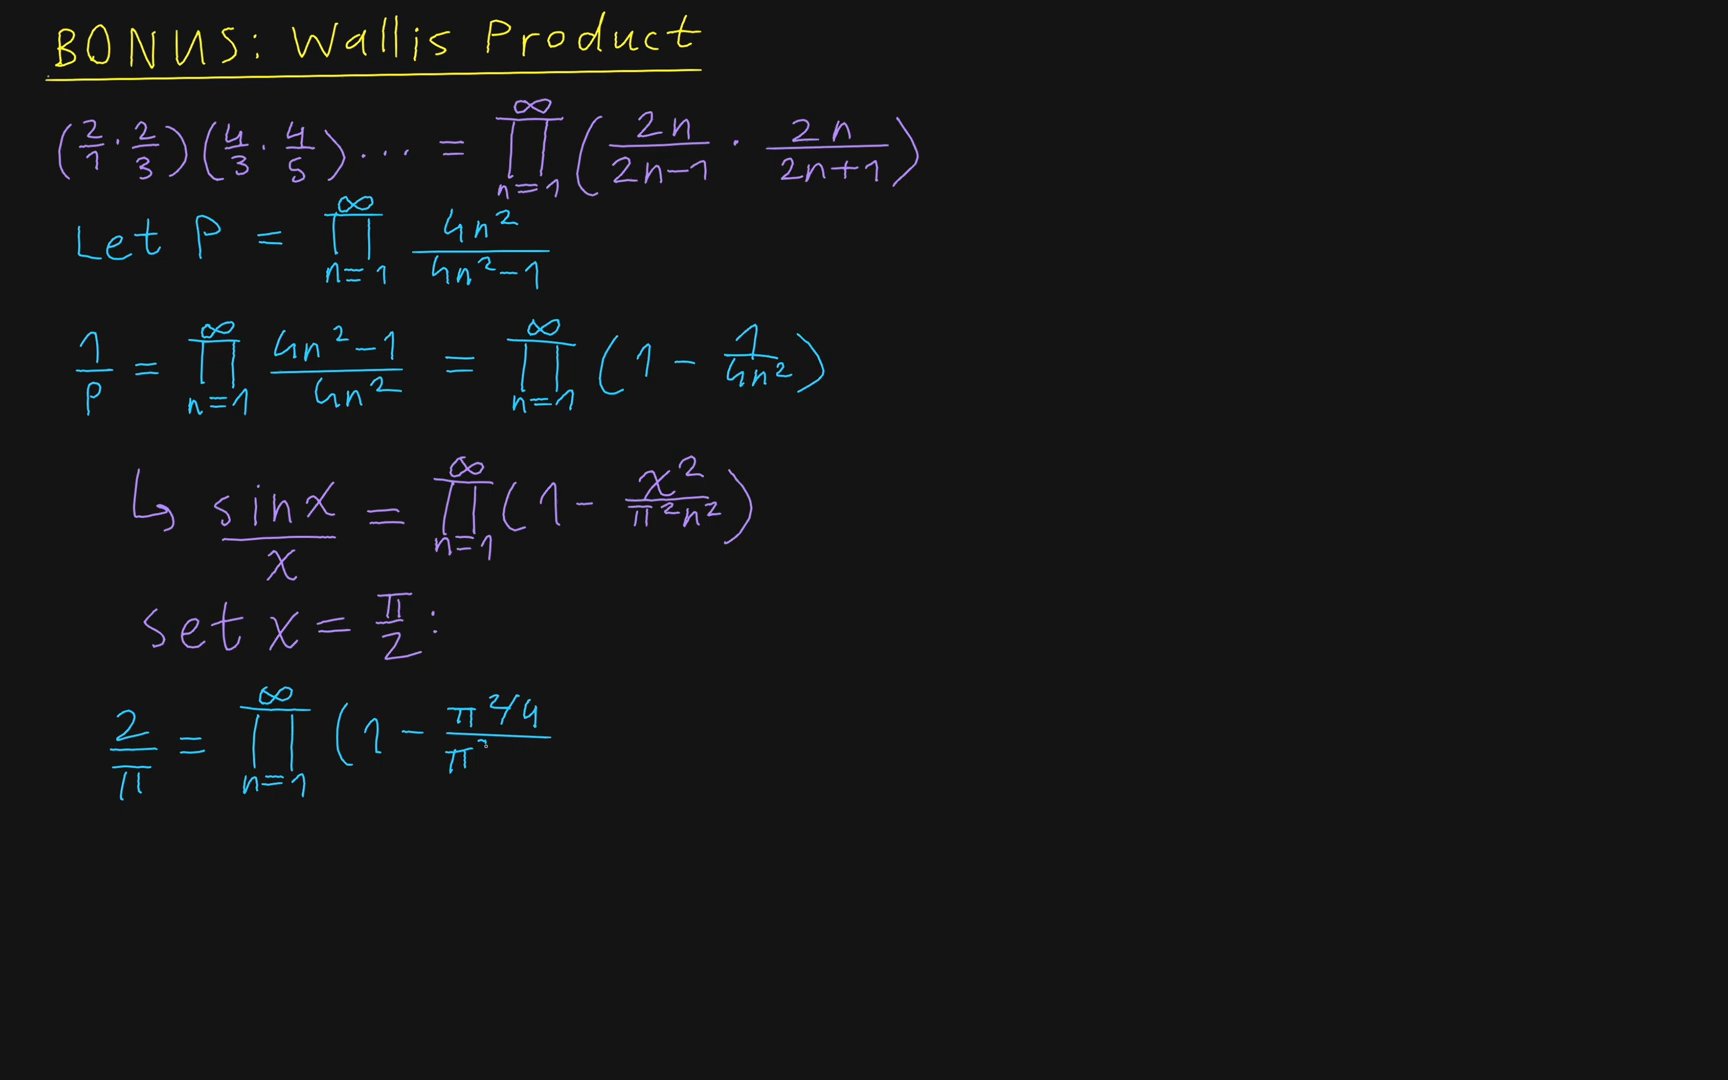 BONUS: Wallis Product
(2/1 · 2/3)(4/3 · 4/5) ... = ∏_{n=1}^{∞} (2n/(2n-1) · 2n/(2n+1))
Let P = ∏_{n=1}^{∞} 4n²/(4n²-1)
1/P = ∏_{n=1}^{∞} (4n²-1)/4n² = ∏_{n=1}^{∞} (1 - 1/4n²)
↳ sinx/x = ∏_{n=1}^{∞} (1 - x²/π²n²)
set x = π/2 :
2/π = ∏_{n=1}^{∞} (1 - (π²/4)/π